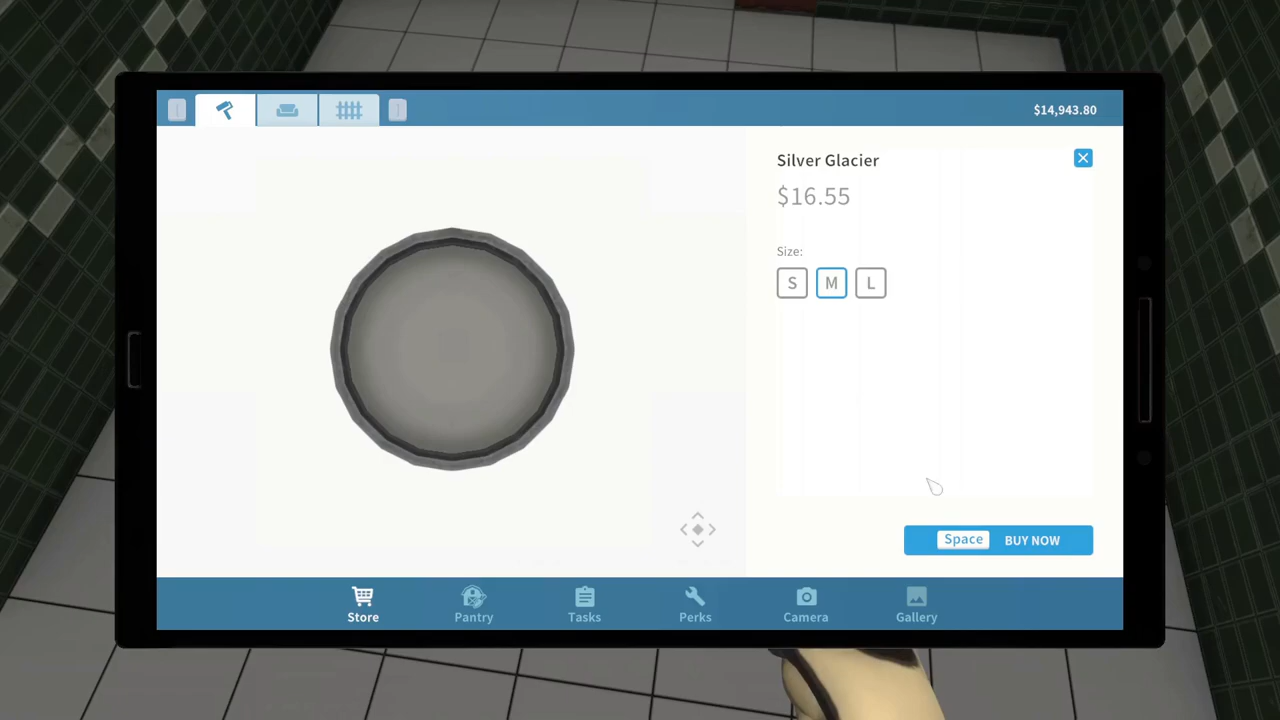 $14,943.80
Silver Glacier
$16.55
Size:
S M L
Space BUY NOW
Store Pantry Tasks Perks Camera Gallery